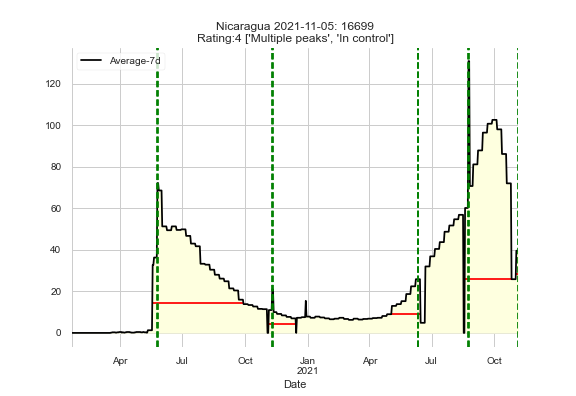 Nicaragua 2021-11-05: 16699
Rating:4 ['Multiple peaks', 'In control']
Average-7d
120
100
80
60
40
20
0
Apr
Jul
Oct
Jan
2021
Apr
Jul
Oct
Date